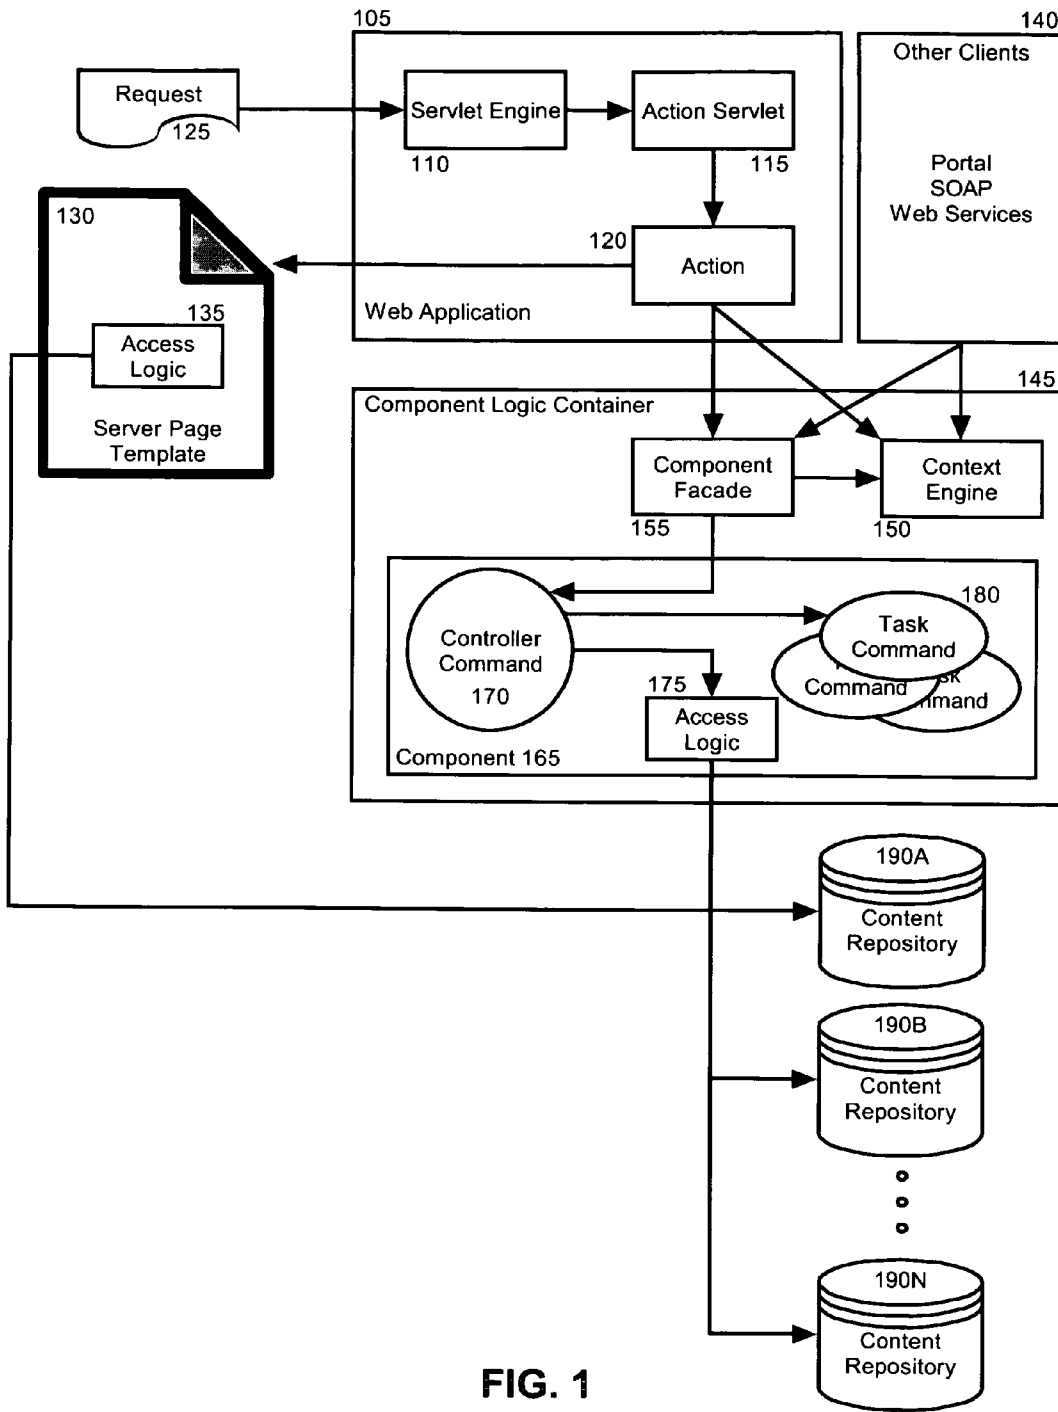 105
140
Other Clients
Request
125
Servlet Engine
110
Action Servlet
115
Portal
SOAP
Web Services
130
120
Action
Web Application
135
Access
Logic
Server Page
Template
145
Component Logic Container
Component
Facade
155
Context
Engine
150
Controller
Command
170
180
Task
Command
Command
175
Access
Logic
Component 165
190A
Content
Repository
190B
Content
Repository
190N
Content
Repository
FIG. 1